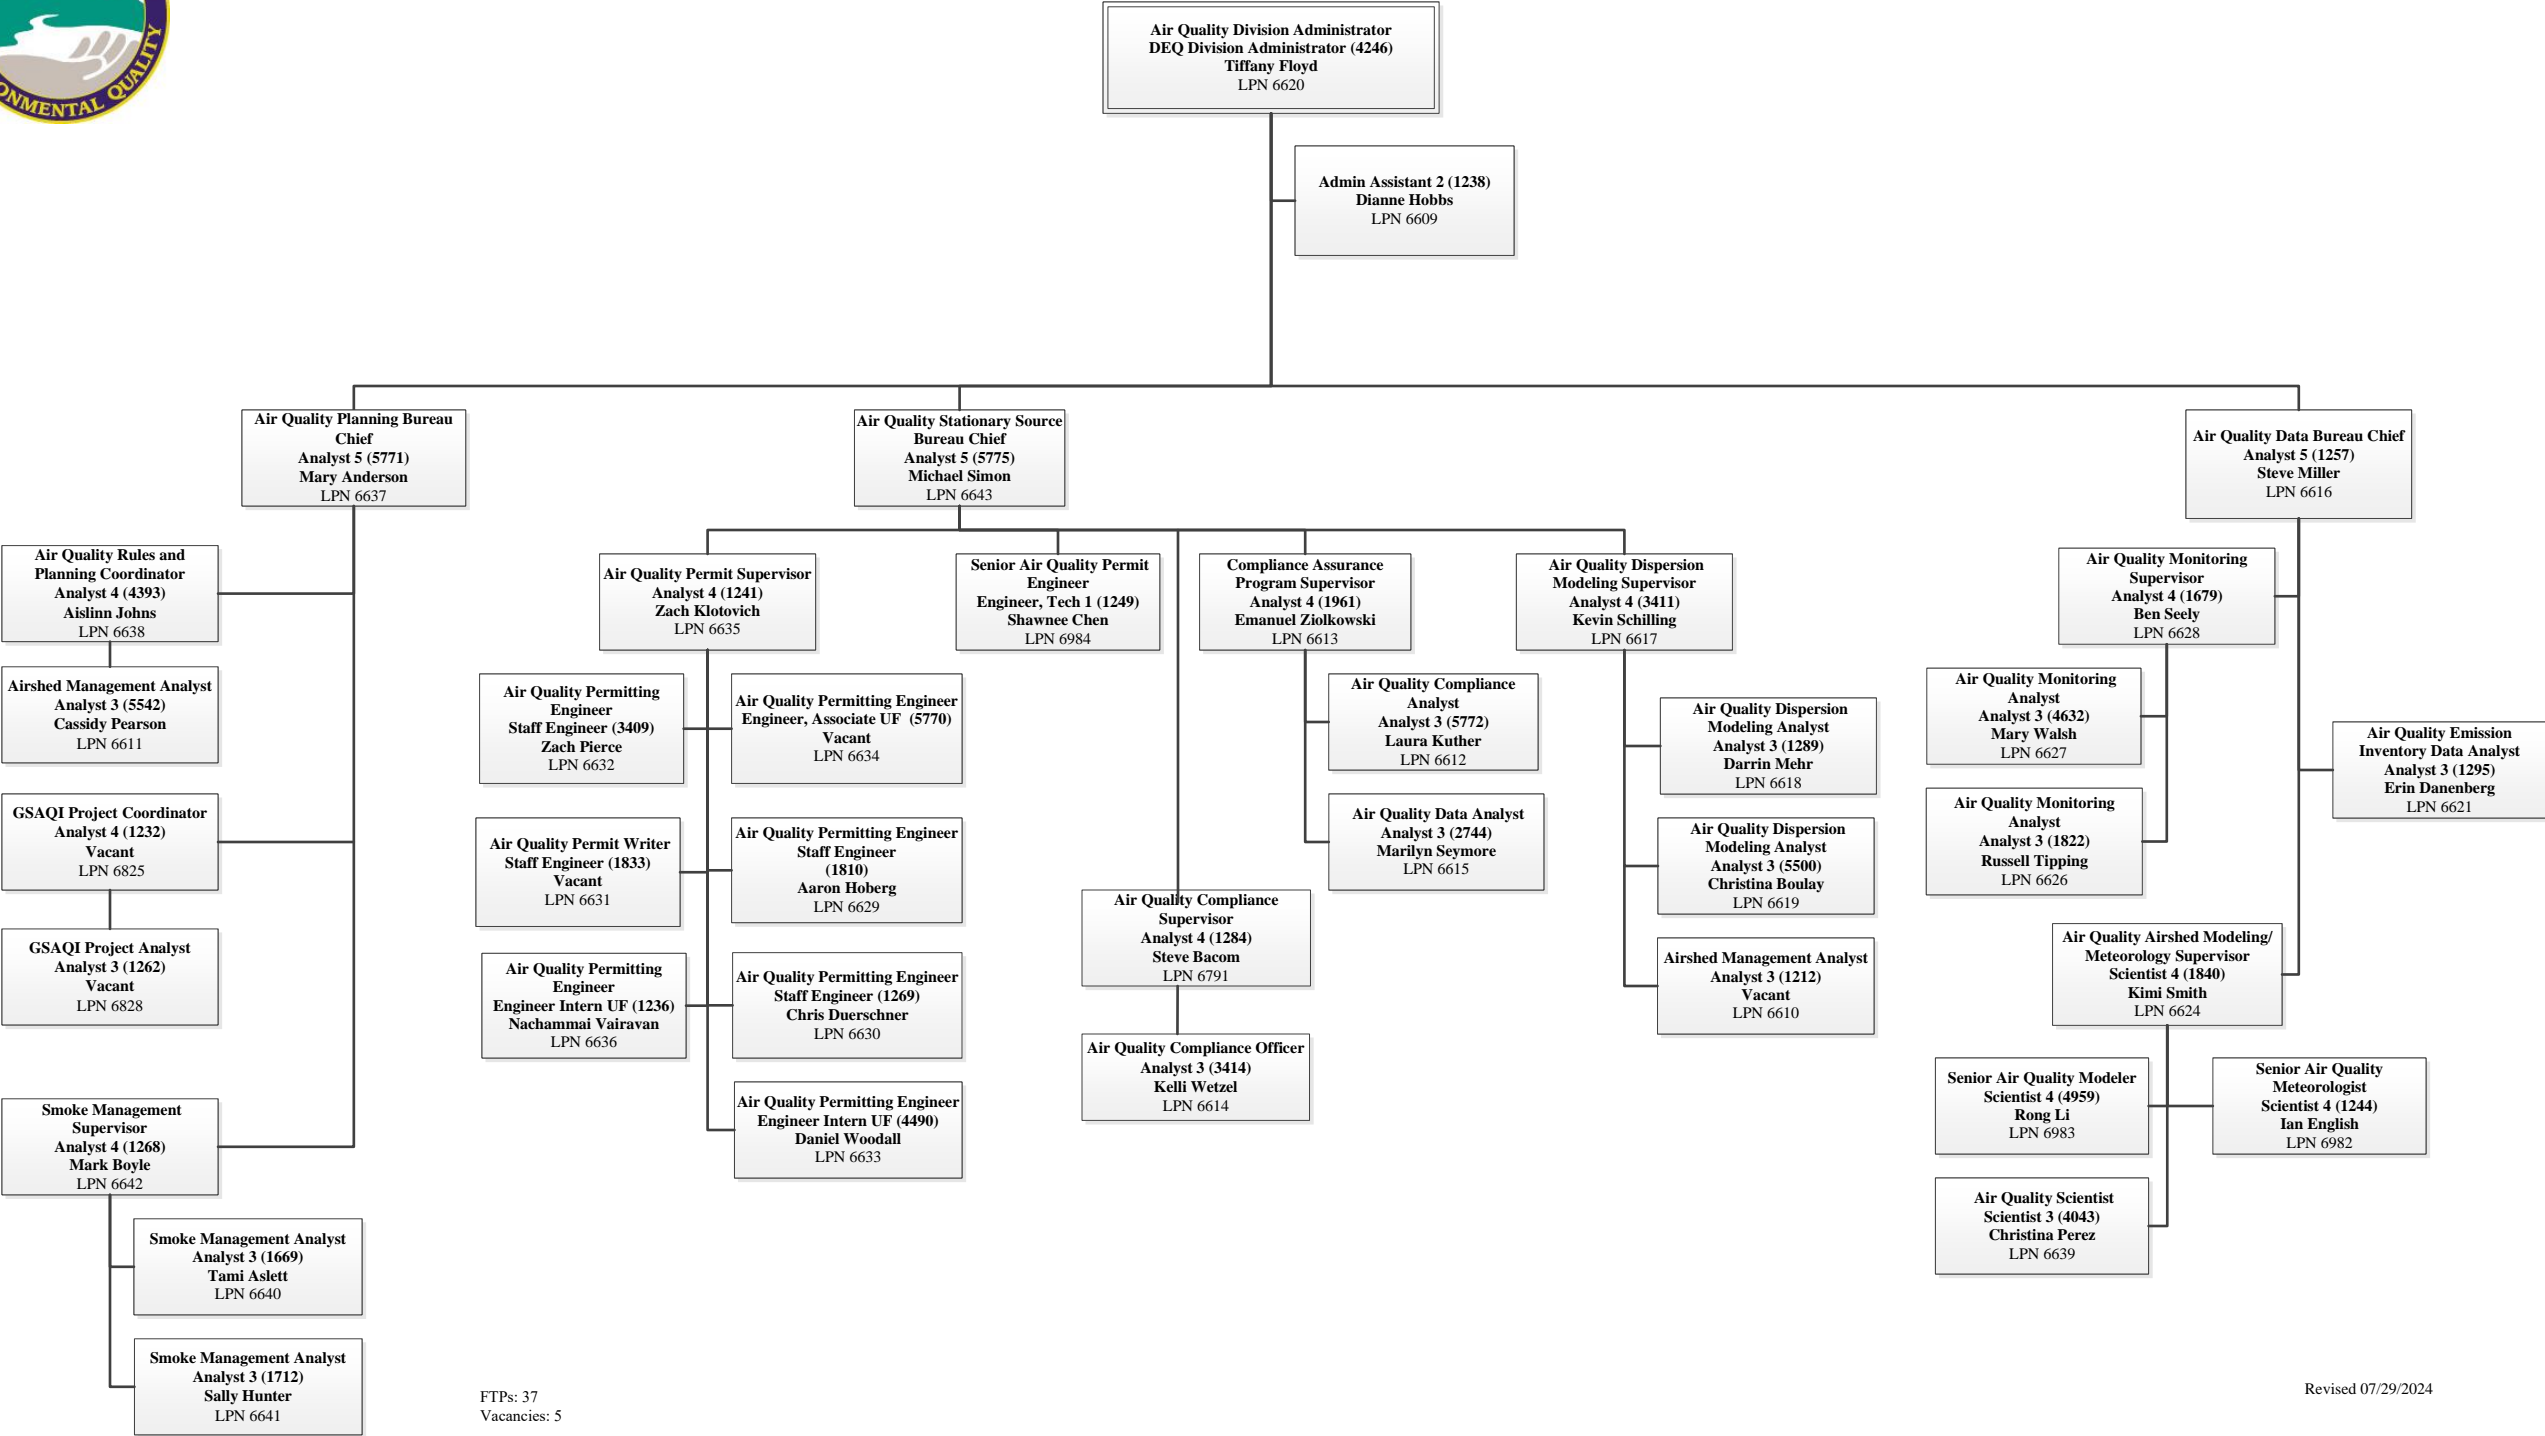 ONMENTAL QUALITY
Air Quality Division Administrator
DEQ Division Administrator (4246)
Tiffany Floyd
LPN 6620
Admin Assistant 2 (1238)
Dianne Hobbs
LPN 6609
Air Quality Planning Bureau
Chief
Analyst 5 (5771)
Mary Anderson
LPN 6637
Air Quality Stationary Source
Bureau Chief
Analyst 5 (5775)
Michael Simon
LPN 6643
Air Quality Data Bureau Chief
Analyst 5 (1257)
Steve Miller
LPN 6616
Air Quality Rules and
Planning Coordinator
Analyst 4 (4393)
Aislinn Johns
LPN 6638
Airshed Management Analyst
Analyst 3 (5542)
Cassidy Pearson
LPN 6611
GSAQI Project Coordinator
Analyst 4 (1232)
Vacant
LPN 6825
GSAQI Project Analyst
Analyst 3 (1262)
Vacant
LPN 6828
Smoke Management
Supervisor
Analyst 4 (1268)
Mark Boyle
LPN 6642
Smoke Management Analyst
Analyst 3 (1669)
Tami Aslett
LPN 6640
Smoke Management Analyst
Analyst 3 (1712)
Sally Hunter
LPN 6641
Air Quality Permit Supervisor
Analyst 4 (1241)
Zach Klotovich
LPN 6635
Air Quality Permitting
Engineer
Staff Engineer (3409)
Zach Pierce
LPN 6632
Air Quality Permitting Engineer
Engineer, Associate UF (5770)
Vacant
LPN 6634
Air Quality Permit Writer
Staff Engineer (1833)
Vacant
LPN 6631
Air Quality Permitting Engineer
Staff Engineer
(1810)
Aaron Hoberg
LPN 6629
Air Quality Permitting
Engineer
Engineer Intern UF (1236)
Nachammai Vairavan
LPN 6636
Air Quality Permitting Engineer
Staff Engineer (1269)
Chris Duerschner
LPN 6630
Air Quality Permitting Engineer
Engineer Intern UF (4490)
Daniel Woodall
LPN 6633
Senior Air Quality Permit
Engineer
Engineer, Tech 1 (1249)
Shawnee Chen
LPN 6984
Air Quality Compliance
Supervisor
Analyst 4 (1284)
Steve Bacom
LPN 6791
Air Quality Compliance Officer
Analyst 3 (3414)
Kelli Wetzel
LPN 6614
Compliance Assurance
Program Supervisor
Analyst 4 (1961)
Emanuel Ziolkowski
LPN 6613
Air Quality Compliance
Analyst
Analyst 3 (5772)
Laura Kuther
LPN 6612
Air Quality Data Analyst
Analyst 3 (2744)
Marilyn Seymore
LPN 6615
Air Quality Dispersion
Modeling Supervisor
Analyst 4 (3411)
Kevin Schilling
LPN 6617
Air Quality Dispersion
Modeling Analyst
Analyst 3 (1289)
Darrin Mehr
LPN 6618
Air Quality Dispersion
Modeling Analyst
Analyst 3 (5500)
Christina Boulay
LPN 6619
Airshed Management Analyst
Analyst 3 (1212)
Vacant
LPN 6610
Air Quality Monitoring
Supervisor
Analyst 4 (1679)
Ben Seely
LPN 6628
Air Quality Monitoring
Analyst
Analyst 3 (4632)
Mary Walsh
LPN 6627
Air Quality Monitoring
Analyst
Analyst 3 (1822)
Russell Tipping
LPN 6626
Air Quality Emission
Inventory Data Analyst
Analyst 3 (1295)
Erin Danenberg
LPN 6621
Air Quality Airshed Modeling/
Meteorology Supervisor
Scientist 4 (1840)
Kimi Smith
LPN 6624
Senior Air Quality Modeler
Scientist 4 (4959)
Rong Li
LPN 6983
Senior Air Quality
Meteorologist
Scientist 4 (1244)
Ian English
LPN 6982
Air Quality Scientist
Scientist 3 (4043)
Christina Perez
LPN 6639
FTPs: 37
Vacancies: 5
Revised 07/29/2024